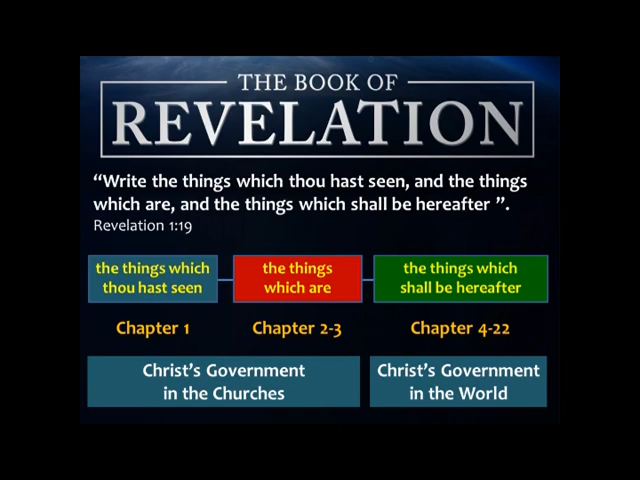 THE BOOK OF
REVELATION
“Write the things which thou hast seen, and the things
which are, and the things which shall be hereafter ”.
Revelation 1:19
the things which
thou hast seen
the things
which are
the things which
shall be hereafter
Chapter 1
Chapter 2-3
Chapter 4-22
Christ’s Government
in the Churches
Christ’s Government
in the World